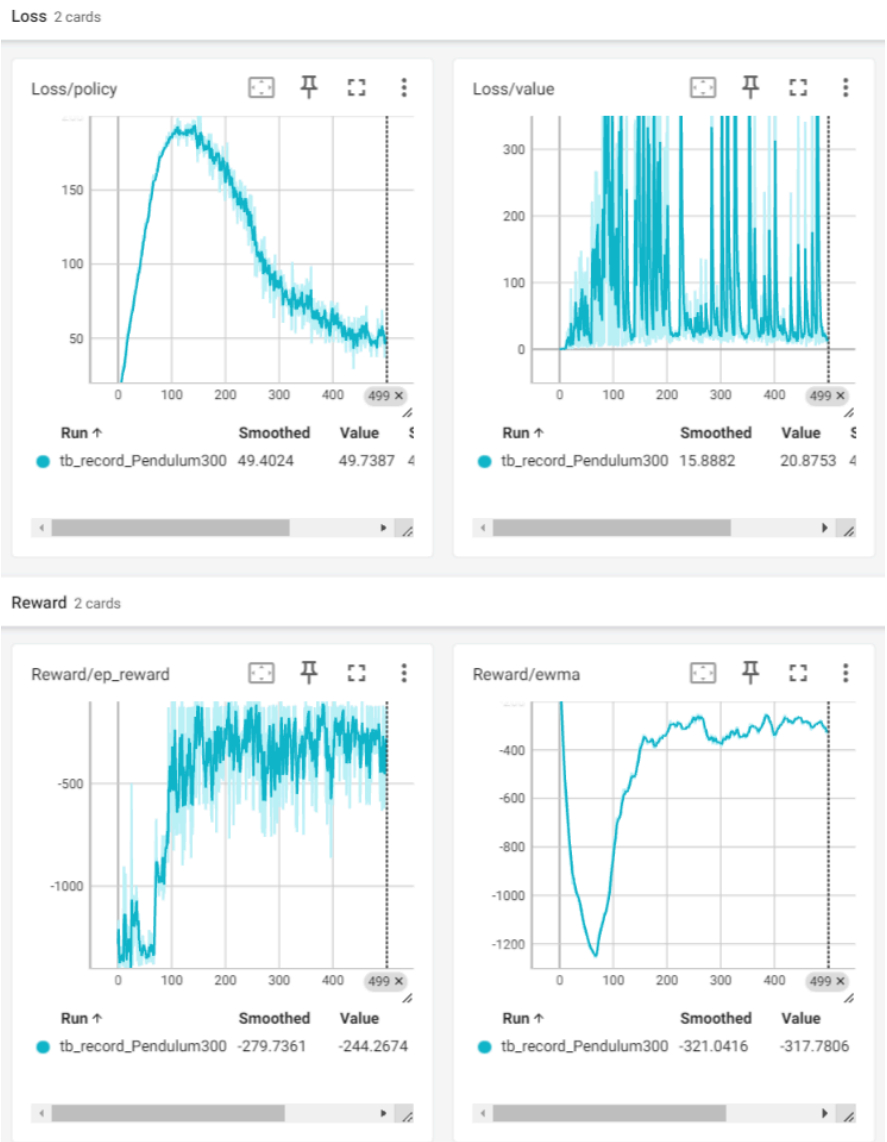 Loss 2 cards
Loss/policy
150
100
50
0 100 200 300 400 499 ×
Run ↑ Smoothed Value
tb_record_Pendulum300 49.4024 49.7387 4
Loss/value
300
200
100
0
0 100 200 300 400 499 ×
Run ↑ Smoothed Value
tb_record_Pendulum300 15.8882 20.8753 4
Reward 2 cards
Reward/ep_reward
-500
-1000
0 100 200 300 400 499 ×
Run ↑ Smoothed Value
tb_record_Pendulum300 -279.7361 -244.2674
Reward/ewma
-400
-600
-800
-1000
-1200
0 100 200 300 400 499 ×
Run ↑ Smoothed Value
tb_record_Pendulum300 -321.0416 -317.7806